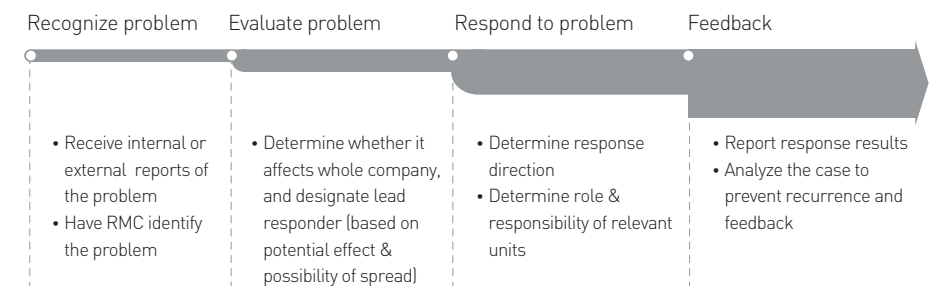 Recognize problem
Evaluate problem
Respond to problem
Feedback
• Receive internal or
external reports of
the problem
• Have RMC identify
the problem
• Determine whether it
affects whole company,
and designate lead
responder (based on
potential effect &
possibility of spread)
• Determine response
direction
• Determine role &
responsibility of relevant
units
• Report response results
• Analyze the case to
prevent recurrence and
feedback